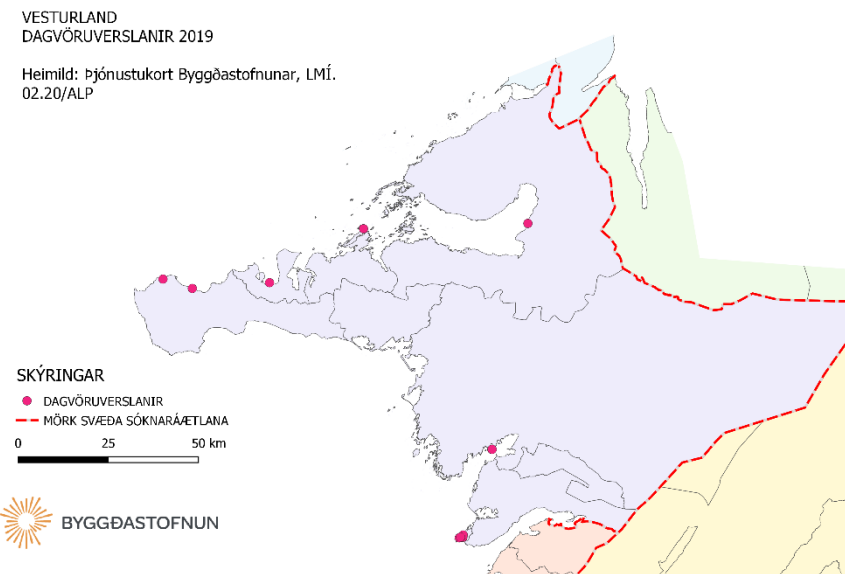 VESTURLAND
DAGVÖRUVERSLANIR 2019
Heimild: Þjónustukort Byggðastofnunar, LMÍ.
02.20/ALP
SKÝRINGAR
DAGVÖRUVERSLANIR
MÖRK SVÆÐA SÓKNARÁÆTLANA
0 25 50 km
BYGGÐASTOFNUN